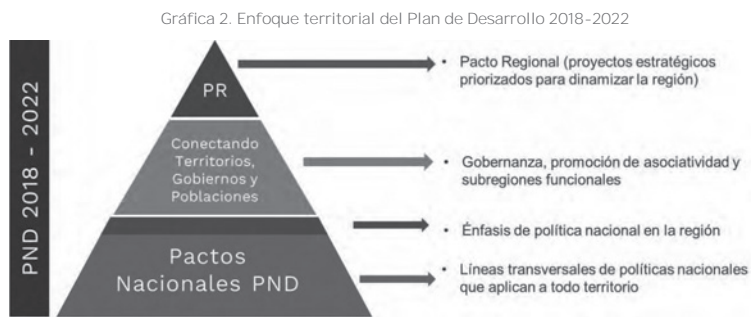 Gráfica 2. Enfoque territorial del Plan de Desarrollo 2018-2022
PND 2018 - 2022
PR
• Pacto Regional (proyectos estratégicos
priorizados para dinamizar la región)
Conectando
Territorios,
Gobiernos y
Poblaciones
• Gobernanza, promoción de asociatividad y
subregiones funcionales
• Énfasis de política nacional en la región
Pactos
Nacionales PND
• Líneas transversales de políticas nacionales
que aplican a todo territorio